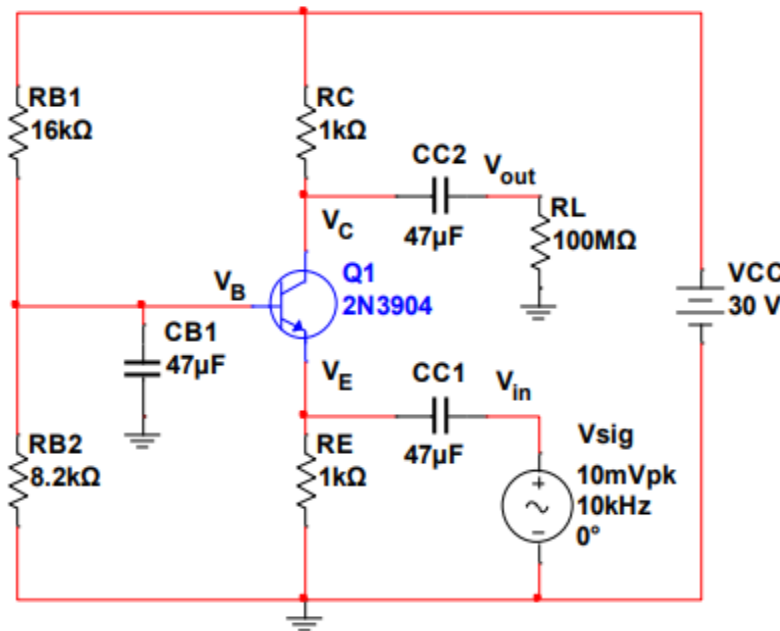 RB1
16kΩ
RC
1kΩ
CC2
47µF
Vout
RL
100MΩ
VC
Q1
2N3904
VB
CB1
47µF
VCC
30 V
VE
CC1
47µF
Vin
Vsig
10mVpk
10kHz
0°
RB2
8.2kΩ
RE
1kΩ